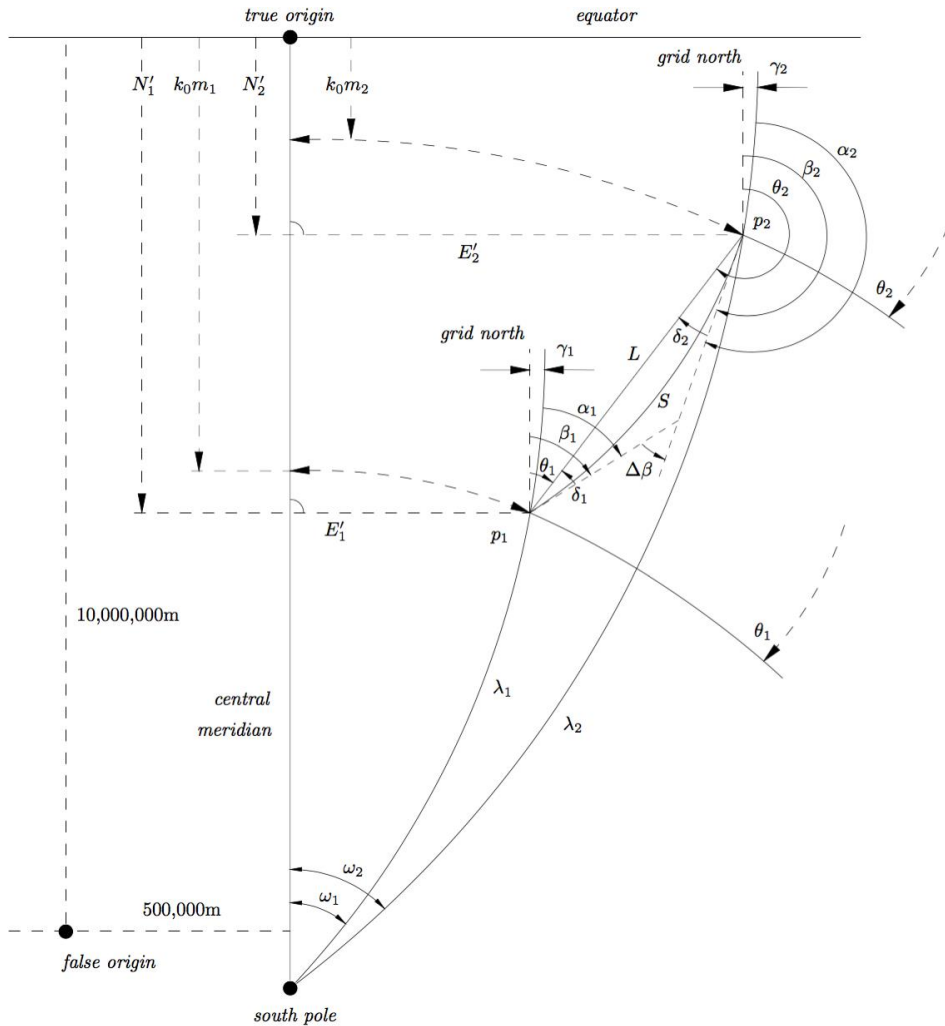 true origin
equator
grid north
γ₂
N′₁
k₀m₁
N′₂
k₀m₂
α₂
β₂
θ₂
p₂
E′₂
θ₂
grid north
γ₁
L
δ₂
α₁
S
β₁
θ₁
Δβ
δ₁
E′₁
p₁
10,000,000m
θ₁
λ₁
central
meridian
λ₂
ω₂
ω₁
500,000m
false origin
south pole